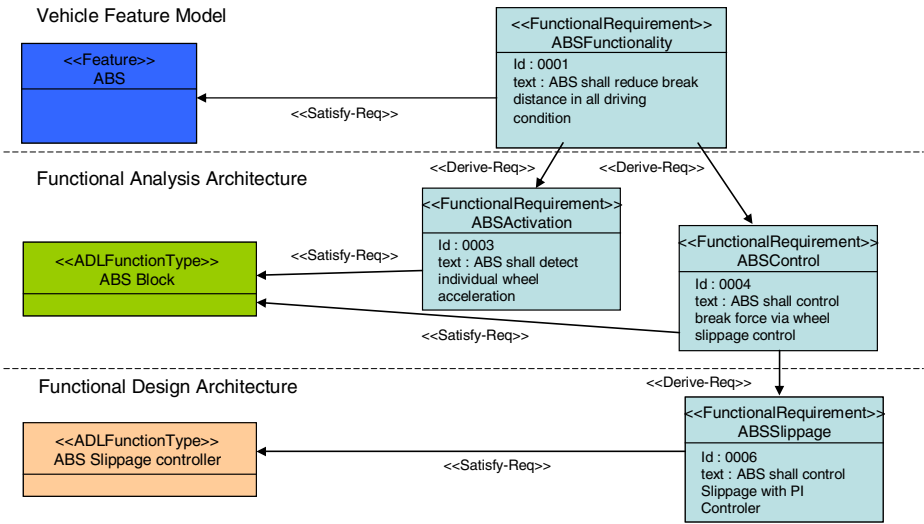 Vehicle Feature Model
<<Feature>>
ABS
<<FunctionalRequirement>>
ABSFunctionality
Id : 0001
text : ABS shall reduce break
distance in all driving
condition
<<Satisfy-Req>>
<<Derive-Req>>
<<Derive-Req>>
Functional Analysis Architecture
<<FunctionalRequirement>>
ABSActivation
Id : 0003
text : ABS shall detect
individual wheel
acceleration
<<Satisfy-Req>>
<<ADLFunctionType>>
ABS Block
<<FunctionalRequirement>>
ABSControl
Id : 0004
text : ABS shall control
break force via wheel
slippage control
<<Satisfy-Req>>
<<Derive-Req>>
Functional Design Architecture
<<ADLFunctionType>>
ABS Slippage controller
<<FunctionalRequirement>>
ABSSlippage
Id : 0006
text : ABS shall control
Slippage with PI
Controler
<<Satisfy-Req>>